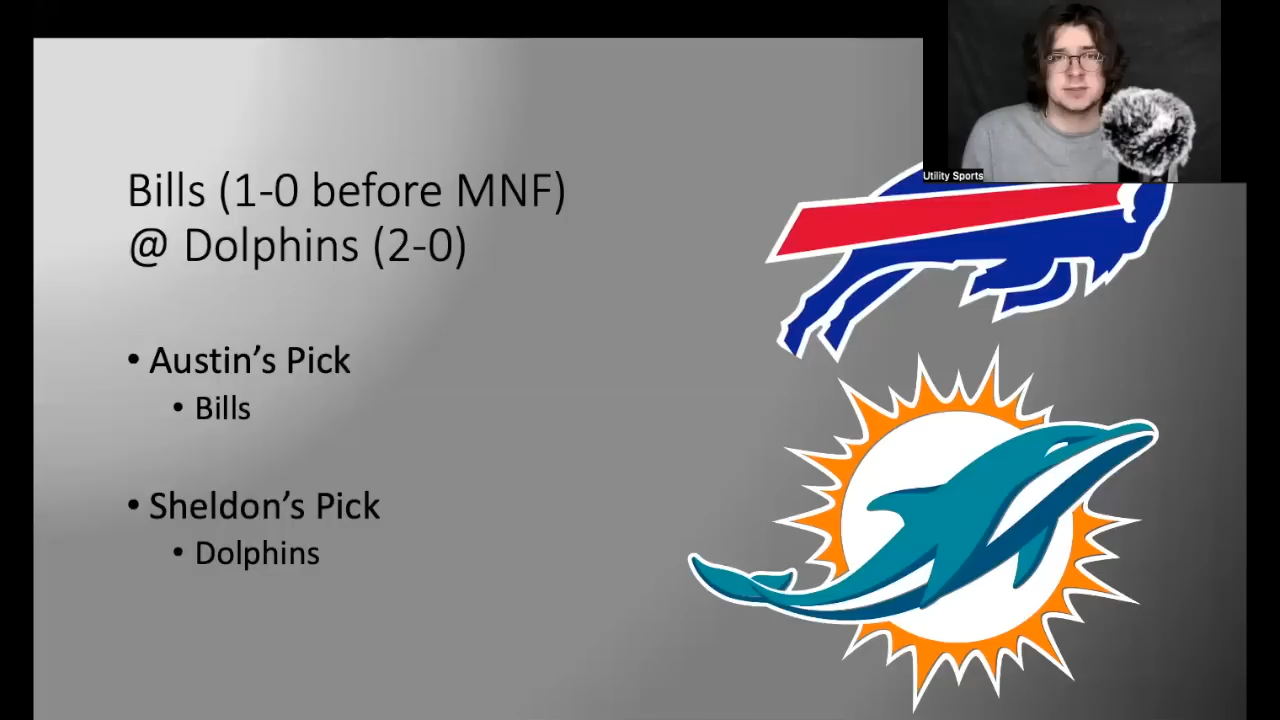 Utility Sports
Bills (1-0 before MNF)
@ Dolphins (2-0)
• Austin’s Pick
• Bills
• Sheldon’s Pick
• Dolphins